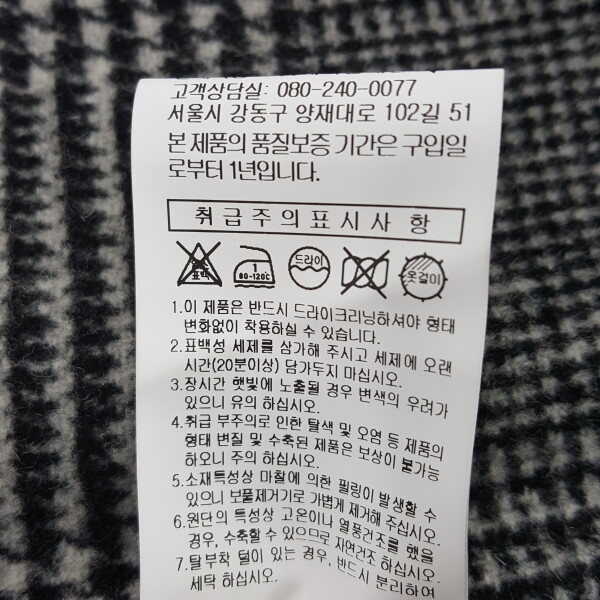 고객상담실: 080-240-0077
서울시 강동구 양재대로 102길 51
본 제품의 품질보증 기간은 구입일
로부터 1년입니다.
취급주의표시사항
표백
1
80-120℃
드라이
옷걸이
1.이 제품은 반드시 드라이크리닝하셔야 형태
변화없이 착용하실 수 있습니다.
2.표백성 세제를 삼가해 주시고 세제에 오랜
시간(20분이상) 담가두지 마십시오.
3.장시간 햇빛에 노출될 경우 변색의 우려가
있으니 유의 하십시오.
4.취급 부주의로 인한 탈색 및 오염 등 제품의
형태 변질 및 수축된 제품은 보상이 불가능
하오니 주의 하십시오.
5.소재특성상 마찰에 의한 필링이 발생할 수
있으니 보풀제거기로 가볍게 제거해 주십시오.
6.원단의 특성상 고온이나 열풍건조를 했을
경우, 수축할 수 있으므로 자연건조 하십시오.
7.탈부착 털이 있는 경우, 반드시 분리하여
세탁 하십시오.